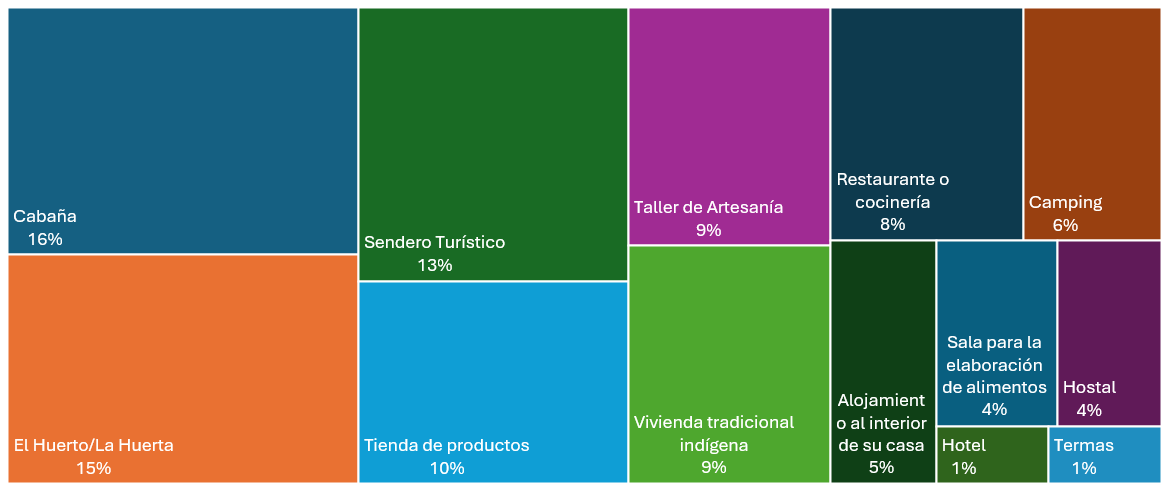 Cabaña
16%
El Huerto/La Huerta
15%
Sendero Turístico
13%
Tienda de productos
10%
Taller de Artesanía
9%
Vivienda tradicional
indígena
9%
Restaurante o
cocinería
8%
Camping
6%
Alojamient
o al interior
de su casa
5%
Sala para la
elaboración
de alimentos
4%
Hostal
4%
Hotel
1%
Termas
1%